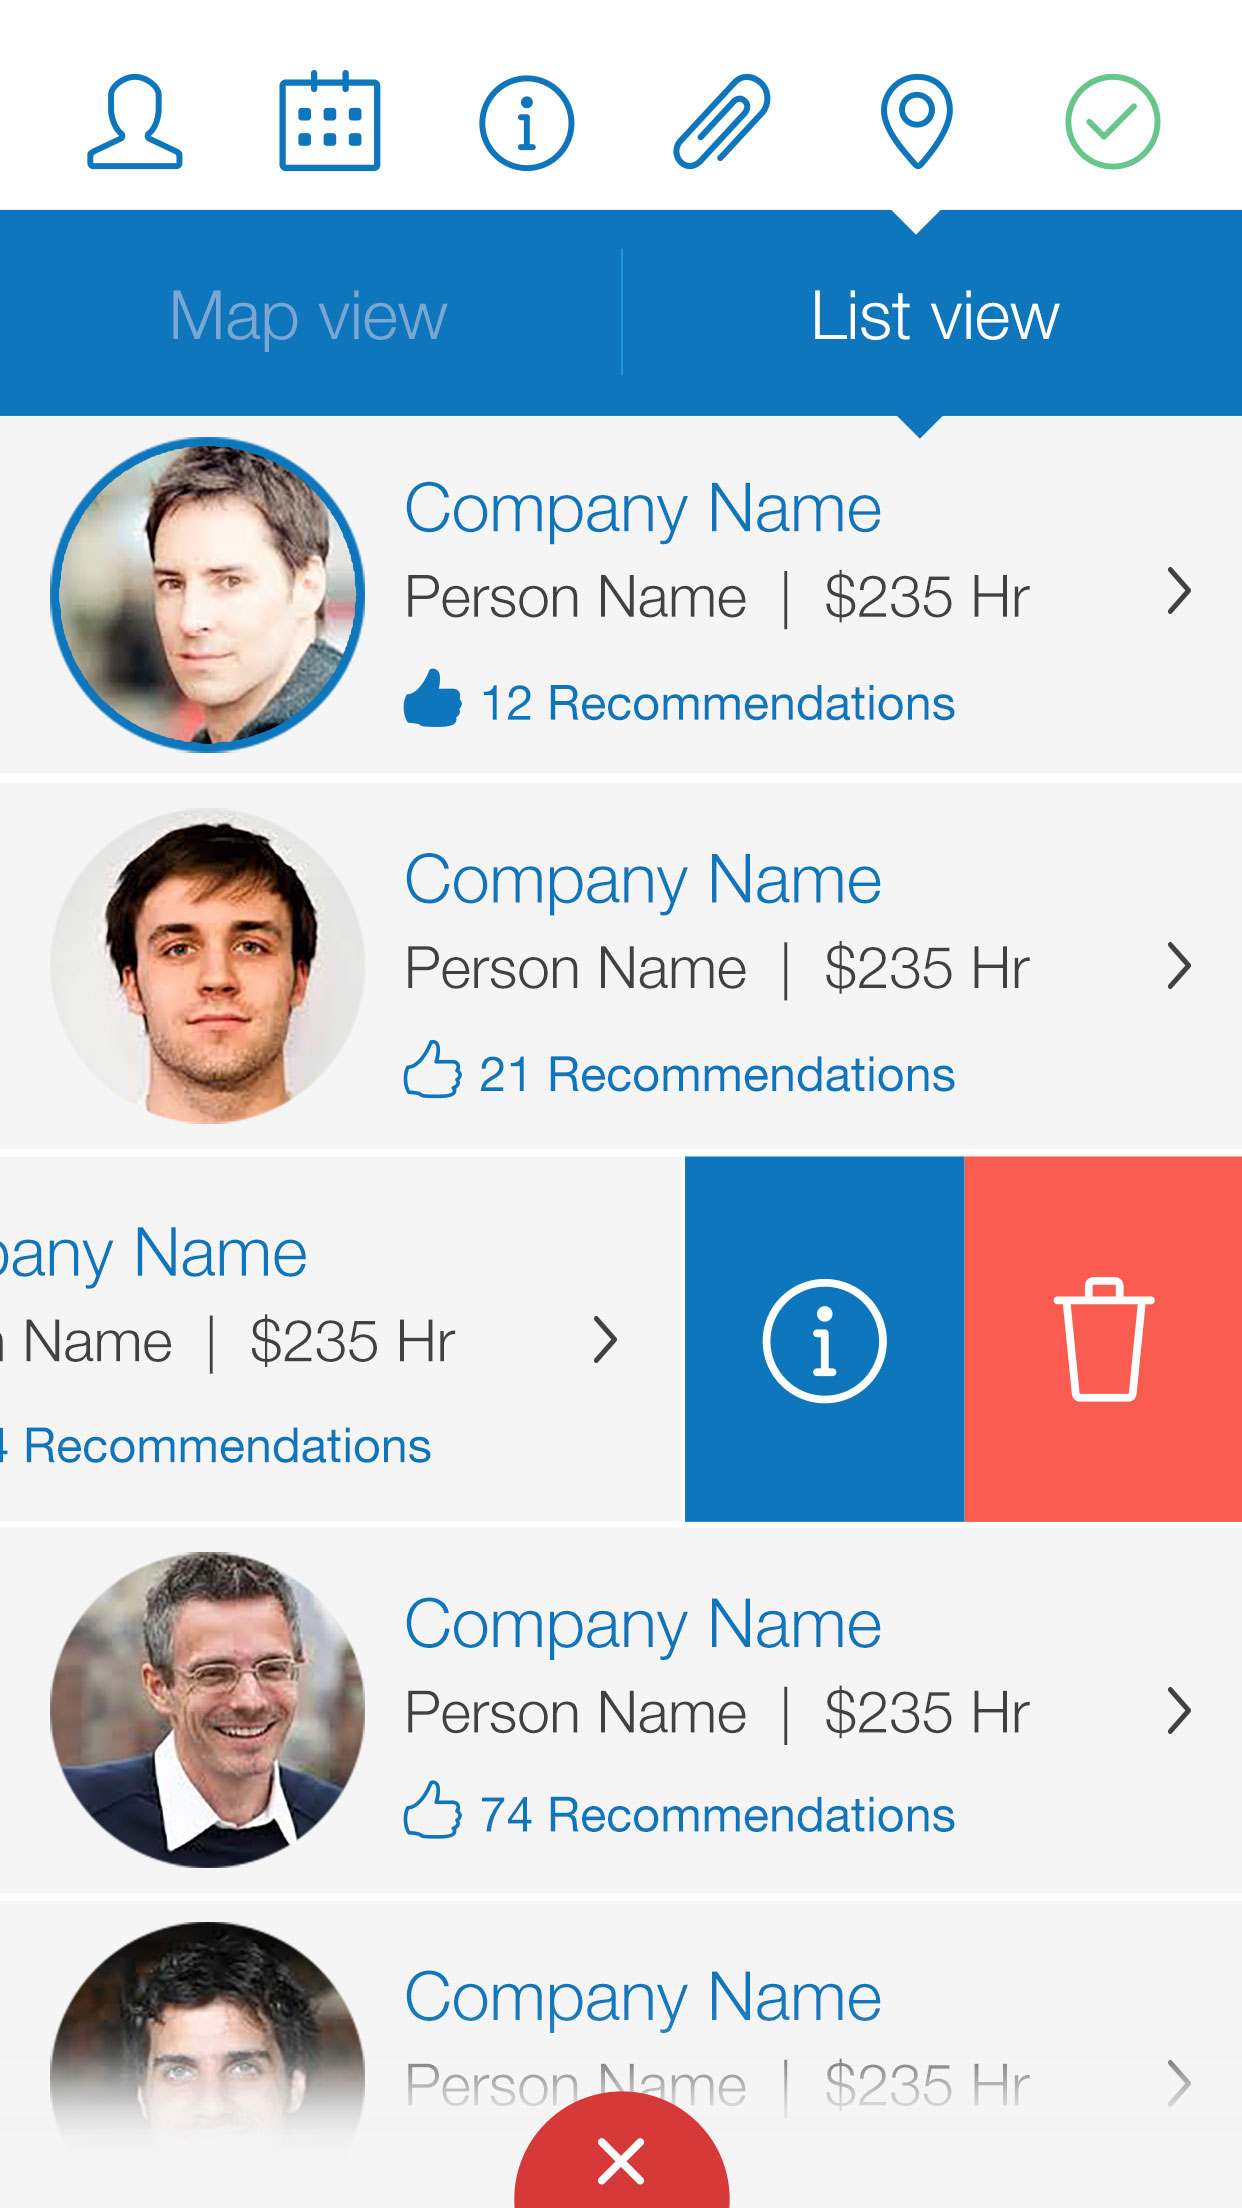 Map view
List view
Company Name
Person Name | $235 Hr
12 Recommendations
Company Name
Person Name | $235 Hr
21 Recommendations
Name
Name | $235 Hr
Recommendations
Company Name
Person Name | $235 Hr
74 Recommendations
Company Name
Person Name | $235 Hr